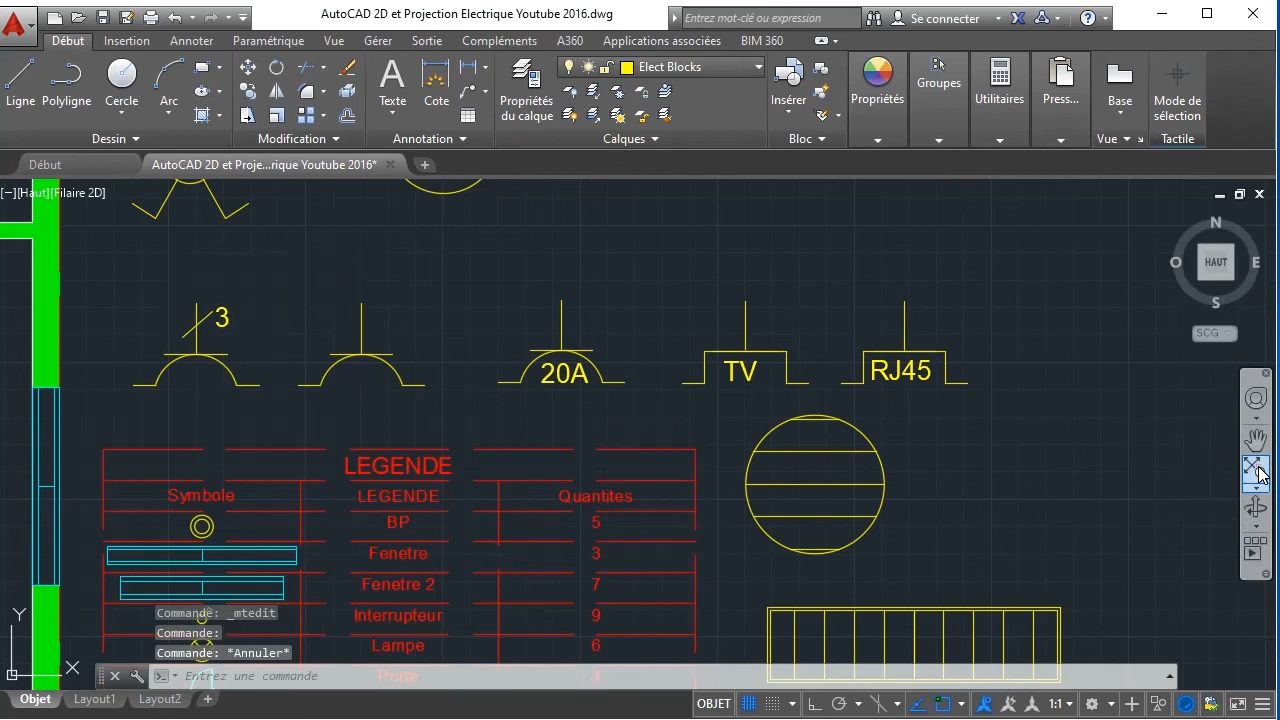 AutoCAD 2D et Projection Electrique Youtube 2016.dwg
Entrez mot-clé ou expression
Se connecter
Début Insertion Annoter Paramétrique Vue Gérer Sortie Compléments A360 Applications associées BIM 360
Ligne Polyligne Cercle Arc
Texte Cote
Propriétés du calque
Elect Blocks
Insérer
Propriétés
Groupes
Utilitaires
Press...
Base
Mode de sélection
Dessin Modification Annotation Calques Bloc Vue Tactile
Début
AutoCAD 2D et Proje...rique Youtube 2016*
[−][Haut][Filaire 2D]
N
O HAUT E
S
SCG
3
20A TV RJ45
LEGENDE
Symbole LEGENDE Quantites
BP 5
Fenetre 3
Fenetre 2 7
Interrupteur 9
Lampe 6
Porte 4
Commande: _mtedit
Commande:
Commande: *Annuler*
Y
X
Entrez une commande
Objet Layout1 Layout2
OBJET 1:1